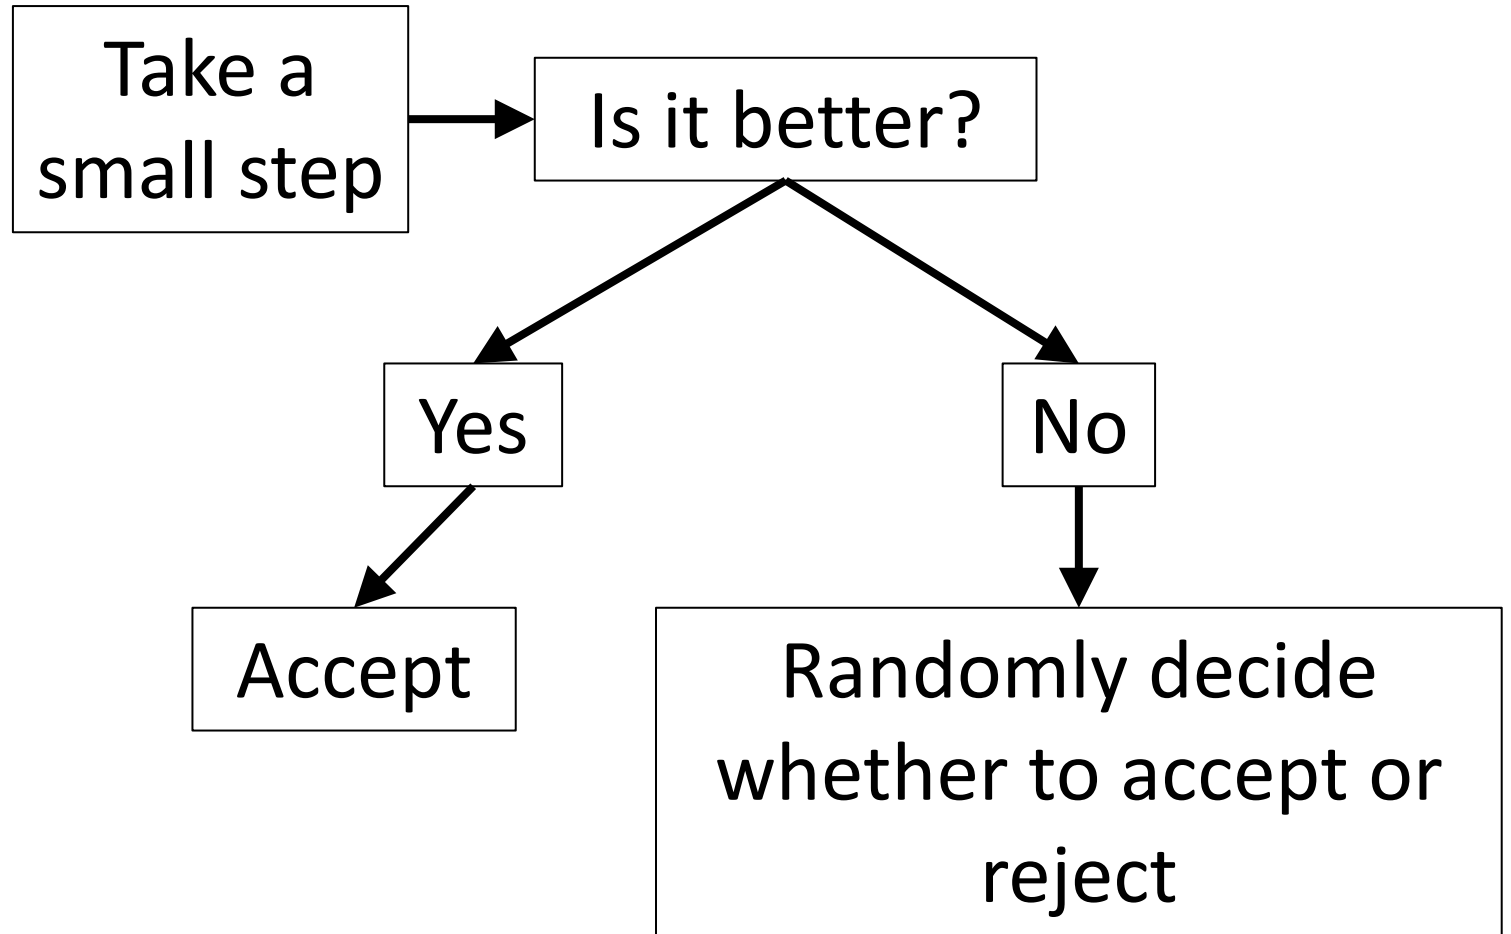 Take a
small step
Is it better?
Yes
No
Accept
Randomly decide
whether to accept or
reject